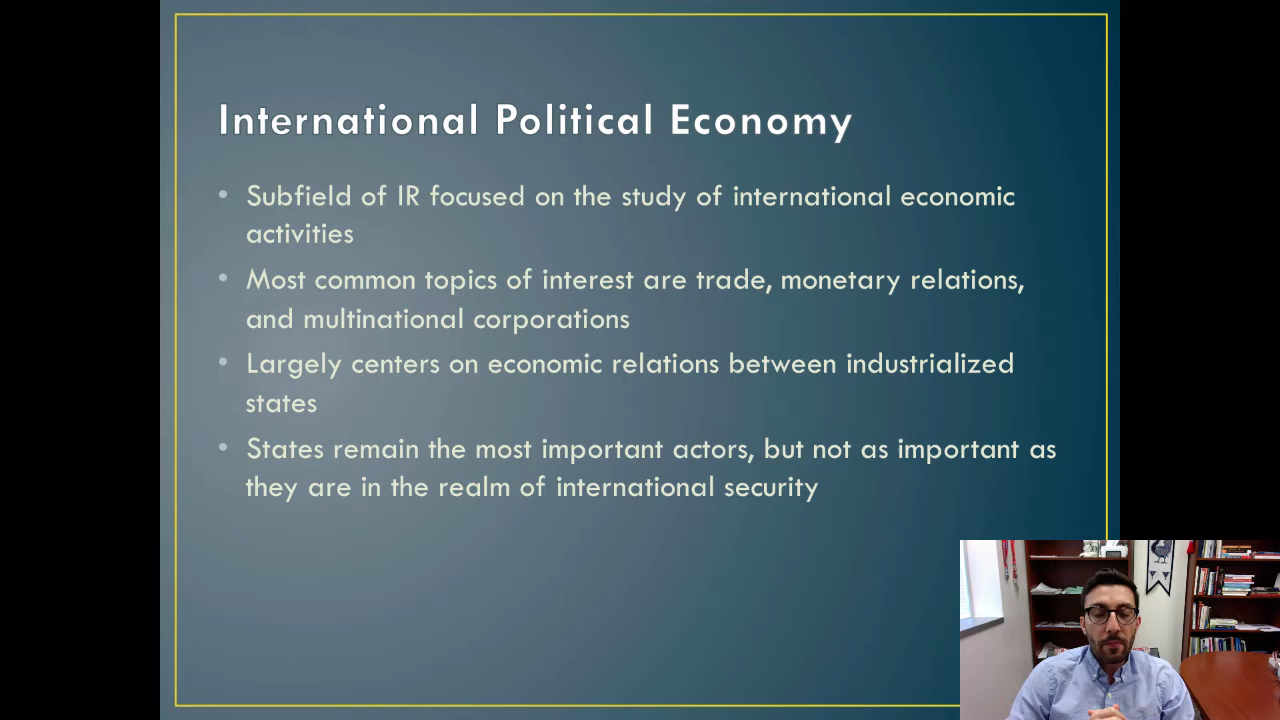 International Political Economy
• Subfield of IR focused on the study of international economic
activities
• Most common topics of interest are trade, monetary relations,
and multinational corporations
• Largely centers on economic relations between industrialized
states
• States remain the most important actors, but not as important as
they are in the realm of international security